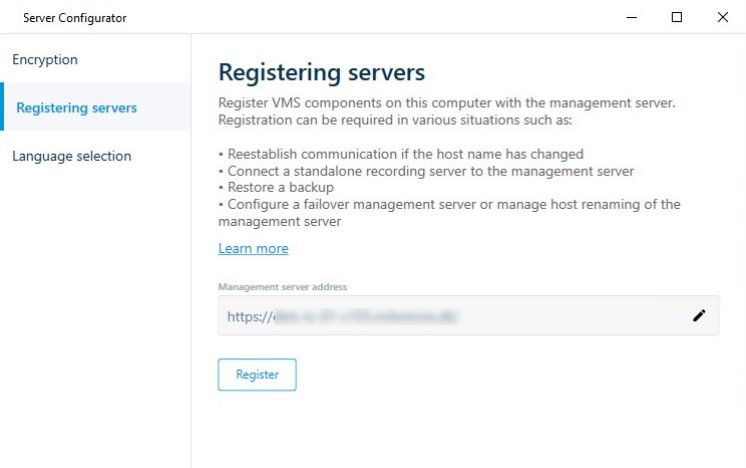 Server Configurator
Encryption
Registering servers
Language selection
Registering servers
Register VMS components on this computer with the management server.
Registration can be required in various situations such as:
• Reestablish communication if the host name has changed
• Connect a standalone recording server to the management server
• Restore a backup
• Configure a failover management server or manage host renaming of the
management server
Learn more
Management server address
https://
Register